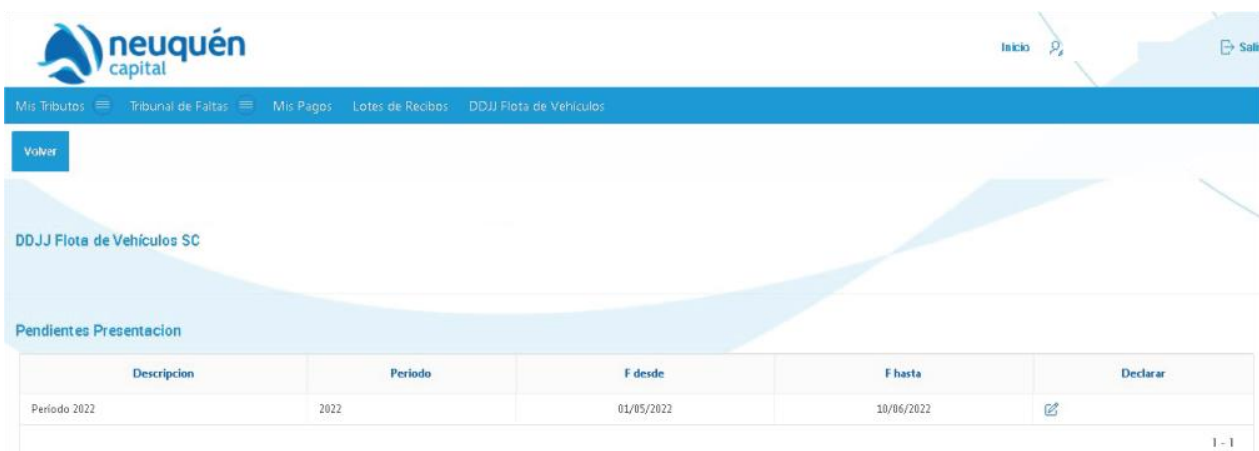 neuquén
capital
Inicio
Sali
Mis Tributos Tribunal de Faltas Mis Pagos Lotes de Recibos DDJJ Flota de Vehículos
Volver
DDJJ Flota de Vehículos SC
Pendientes Presentacion
Descripcion Periodo F desde F hasta Declarar
Período 2022 2022 01/05/2022 10/06/2022
1 - 1